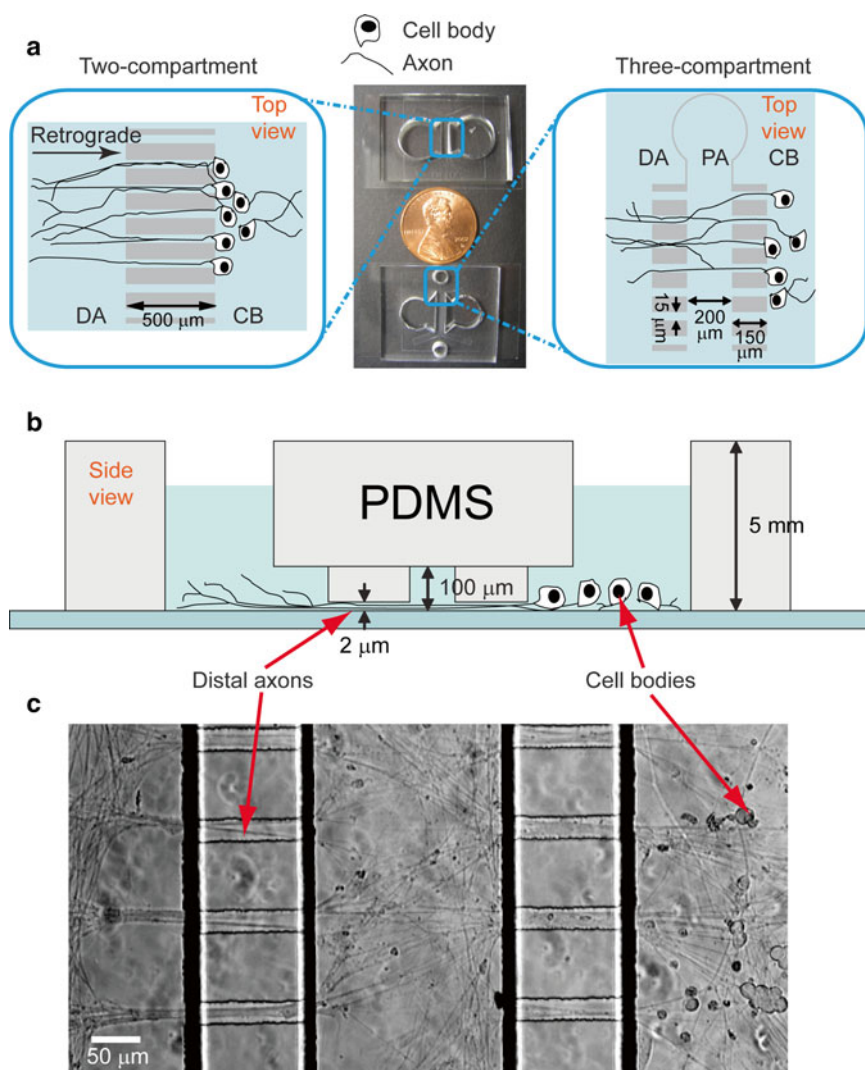 a
Cell body
Axon
Two-compartment
Three-compartment
Top
view
Retrograde
DA
CB
500 μm
Top
view
DA
PA
CB
15
μm
200
μm
150
μm
b
Side
view
PDMS
5 mm
100 μm
2 μm
Distal axons
Cell bodies
c
50 μm